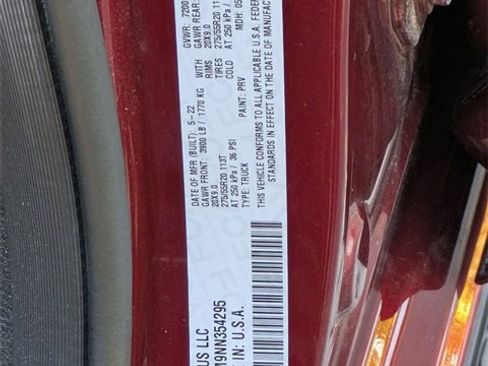 US LLC
DATE OF MFR (BUILT): 5-22
GVWR: 7200
GAWR FRONT: 3900 LB / 1770 KG WITH
GAWR REAR:
20X9.0 RIMS 20X9.0
275/55R20 113T TIRES 275/55R20 11
AT 250 kPa / 36 PSI COLD AT 250 kPa /
TYPE: TRUCK PAINT: PRV MDH: 05
THIS VEHICLE CONFORMS TO ALL APPLICABLE U.S.A. FEDER
STANDARDS IN EFFECT ON THE DATE OF MANUFAC
9NN354295
IN: U.S.A.